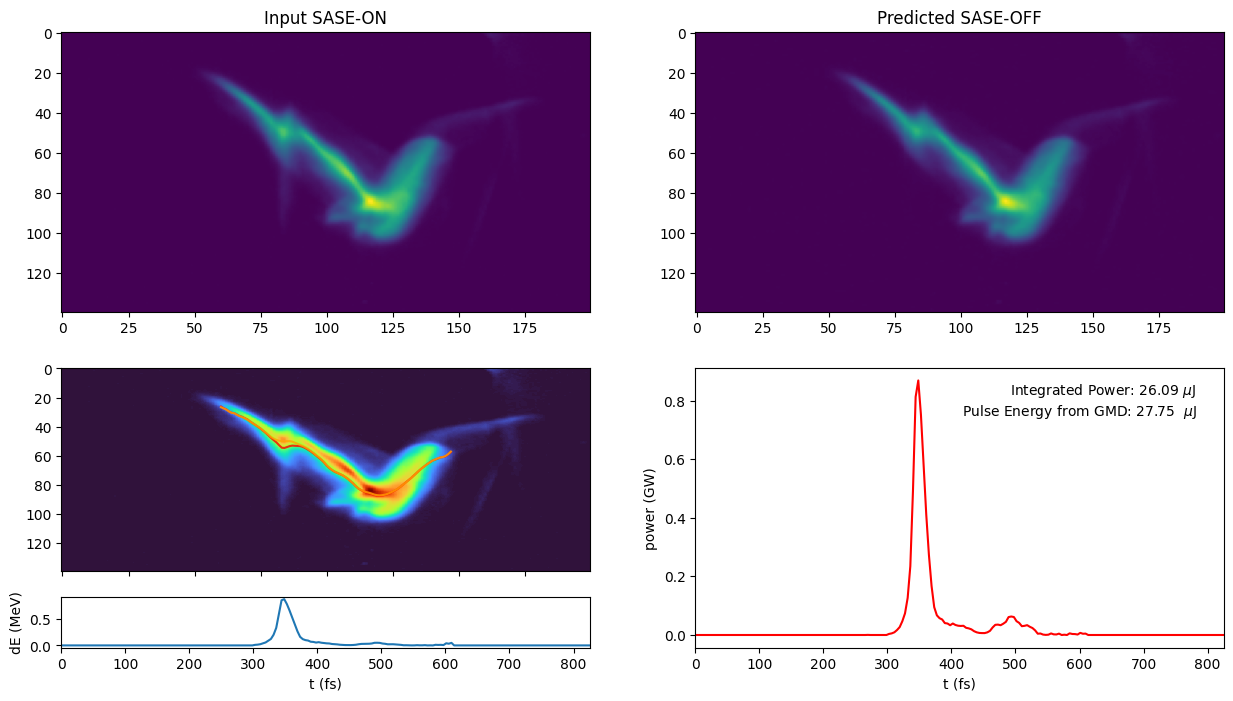 Input SASE-ON
0
20
40
60
80
100
120
0 25 50 75 100 125 150 175
Predicted SASE-OFF
0
20
40
60
80
100
120
0 25 50 75 100 125 150 175
0
20
40
60
80
100
120
dE (MeV)
0.5
0.0
0 100 200 300 400 500 600 700 800
t (fs)
Integrated Power: 26.09 μJ
Pulse Energy from GMD: 27.75 μJ
power (GW)
0.8
0.6
0.4
0.2
0.0
0 100 200 300 400 500 600 700 800
t (fs)